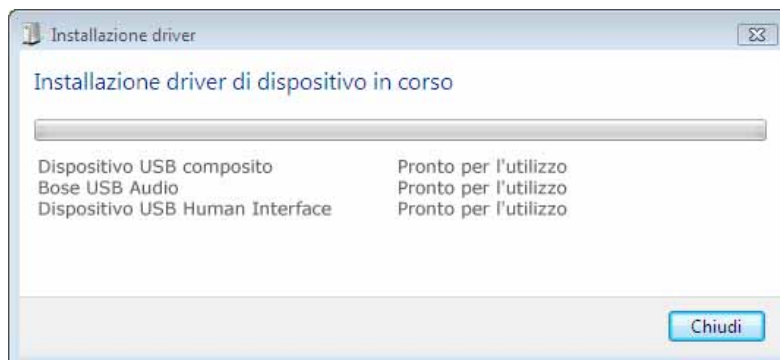 Installazione driver
Installazione driver di dispositivo in corso
Dispositivo USB composito Pronto per l'utilizzo
Bose USB Audio Pronto per l'utilizzo
Dispositivo USB Human Interface Pronto per l'utilizzo
Chiudi